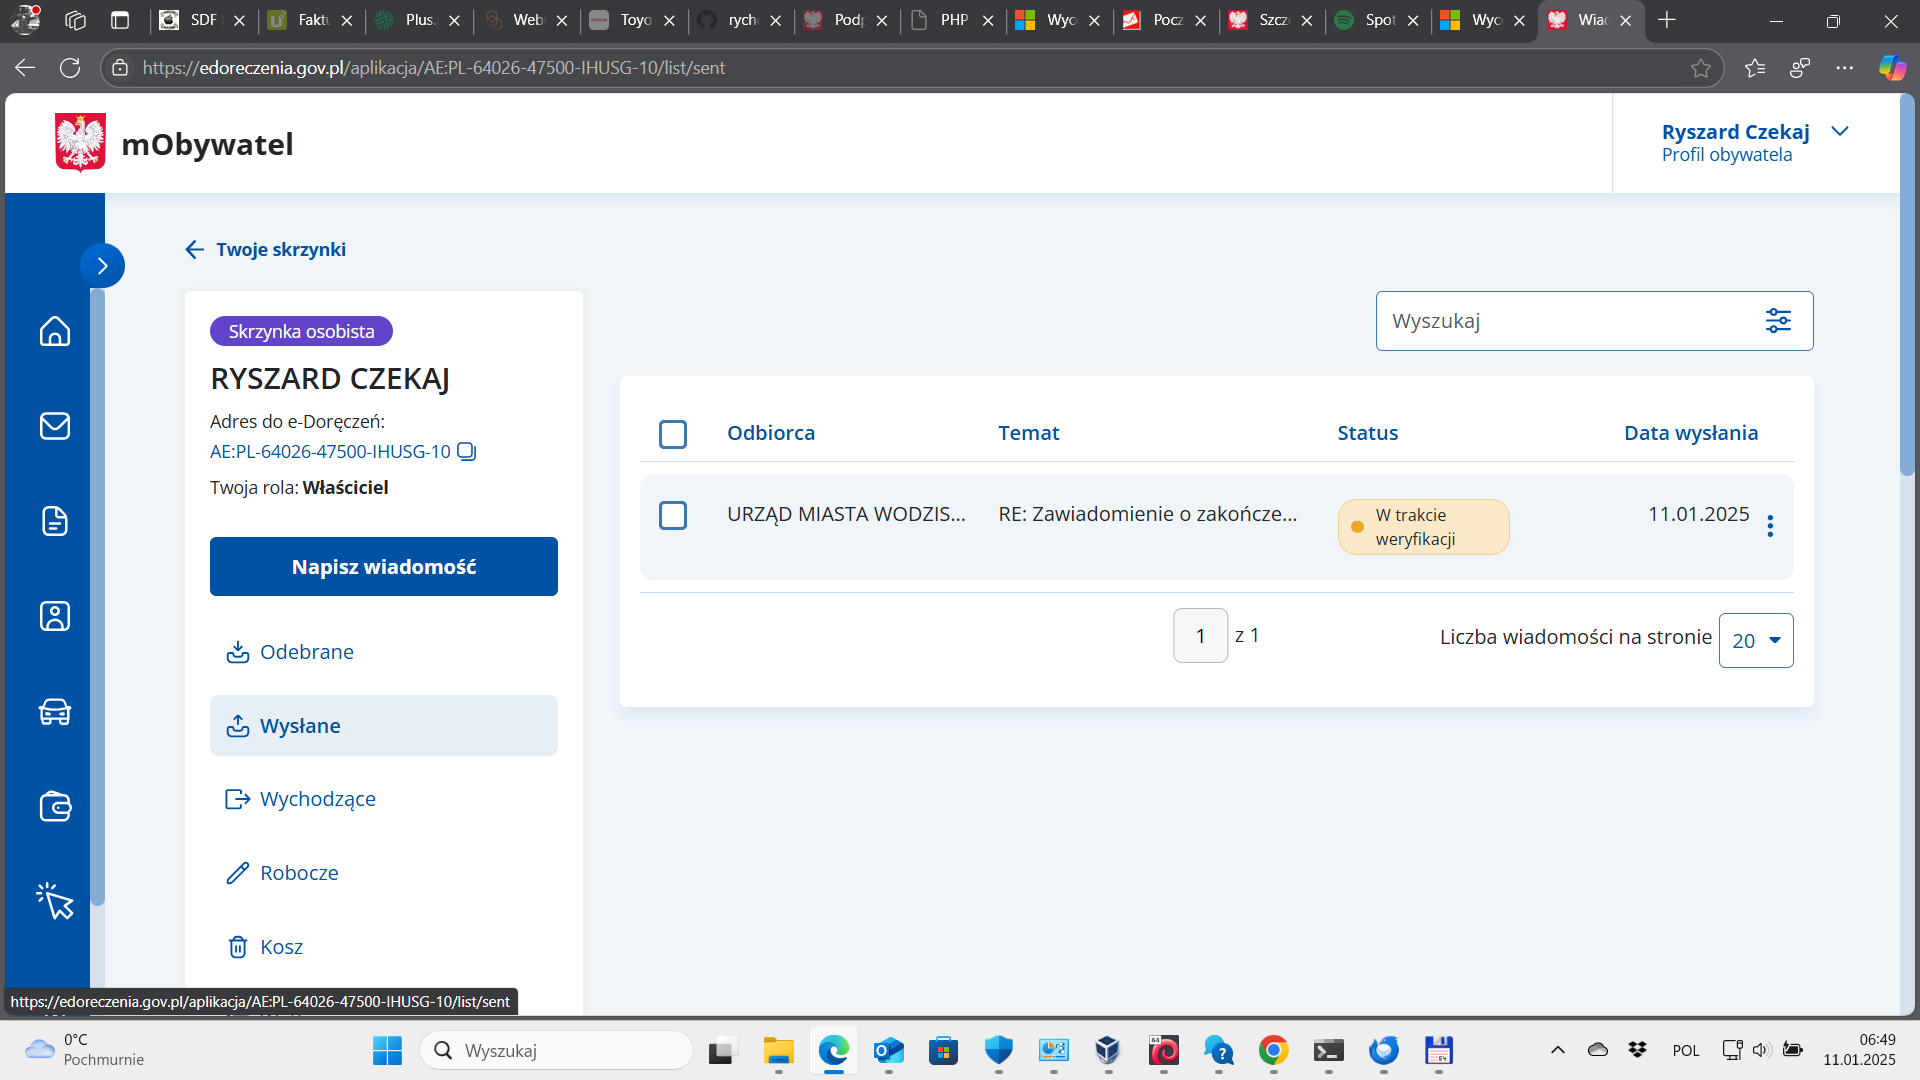 SDF
Faktu
Plus.
Web
Toyo
rych
Podp
PHP
Wyc
Pocz
Szcz
Spot
Wyc
Wiad
https://edoreczenia.gov.pl/aplikacja/AE:PL-64026-47500-IHUSG-10/list/sent
mObywatel
Ryszard Czekaj
Profil obywatela
Twoje skrzynki
Skrzynka osobista
RYSZARD CZEKAJ
Adres do e-Doręczeń:
AE:PL-64026-47500-IHUSG-10
Twoja rola: Właściciel
Napisz wiadomość
Odebrane
Wysłane
Wychodzące
Robocze
Kosz
Wyszukaj
Odbiorca Temat Status Data wysłania
URZĄD MIASTA WODZIS... RE: Zawiadomienie o zakończe... W trakcie weryfikacji 11.01.2025
1 z 1
Liczba wiadomości na stronie 20
https://edoreczenia.gov.pl/aplikacja/AE:PL-64026-47500-IHUSG-10/list/sent
0°C
Pochmurnie
Wyszukaj
POL
06:49
11.01.2025